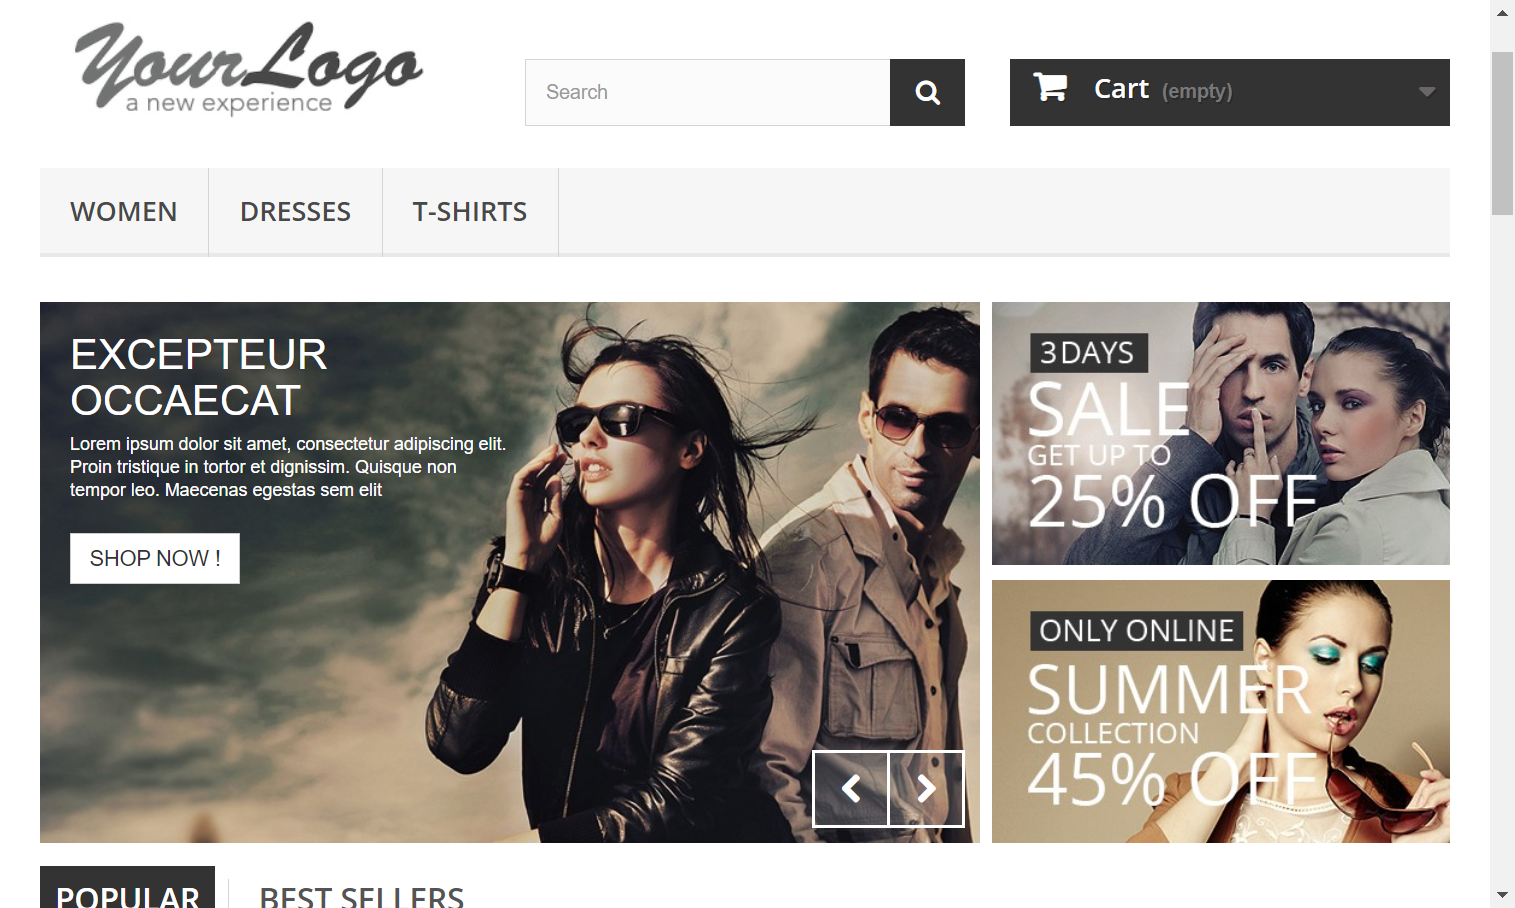 YourLogo
a new experience
Search
Cart (empty)
WOMEN
DRESSES
T-SHIRTS
EXCEPTEUR
OCCAECAT
Lorem ipsum dolor sit amet, consectetur adipiscing elit.
Proin tristique in tortor et dignissim. Quisque non
tempor leo. Maecenas egestas sem elit
SHOP NOW !
3 DAYS
SALE
GET UP TO
25% OFF
ONLY ONLINE
SUMMER
COLLECTION
45% OFF
POPULAR
BEST SELLERS